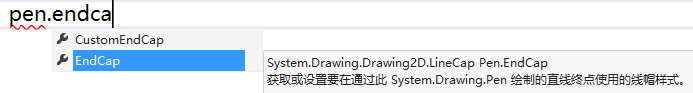 pen.endca
CustomEndCap
EndCap
System.Drawing.Drawing2D.LineCap Pen.EndCap
获取或设置要在通过此 System.Drawing.Pen 绘制的直线终点使用的线帽样式。